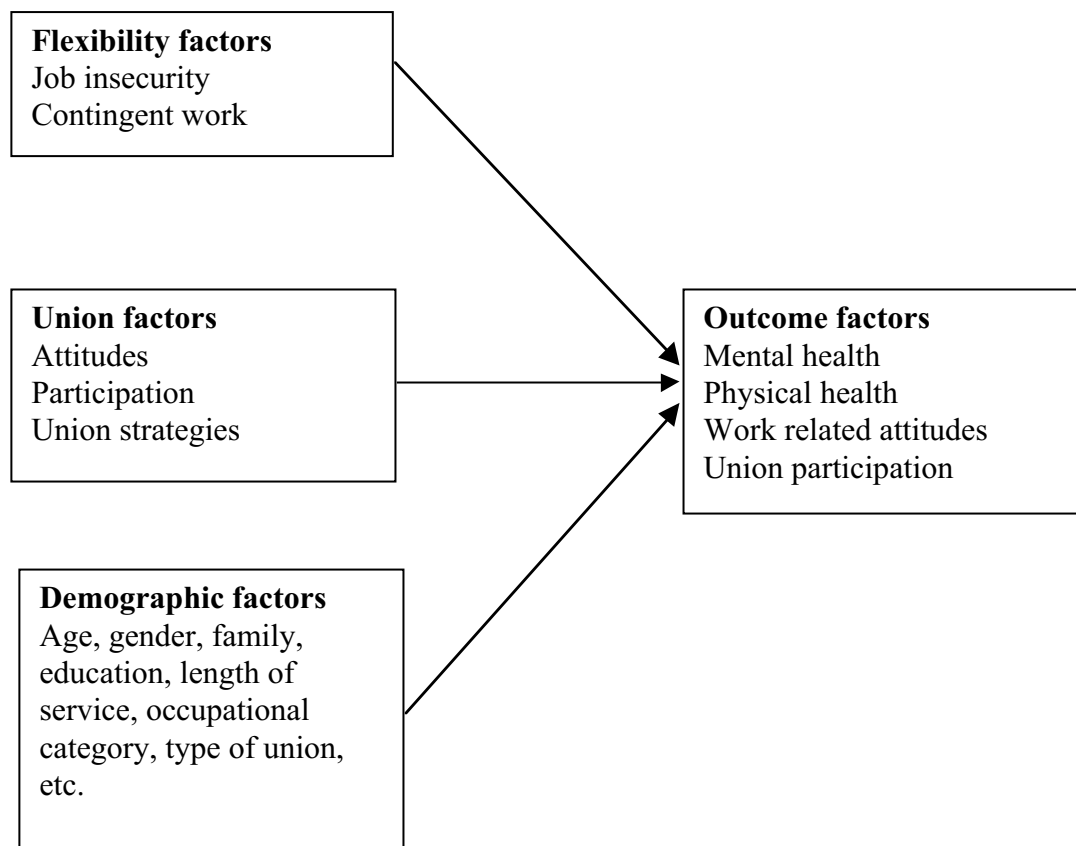 Flexibility factors
Job insecurity
Contingent work
Union factors
Attitudes
Participation
Union strategies
Outcome factors
Mental health
Physical health
Work related attitudes
Union participation
Demographic factors
Age, gender, family,
education, length of
service, occupational
category, type of union,
etc.